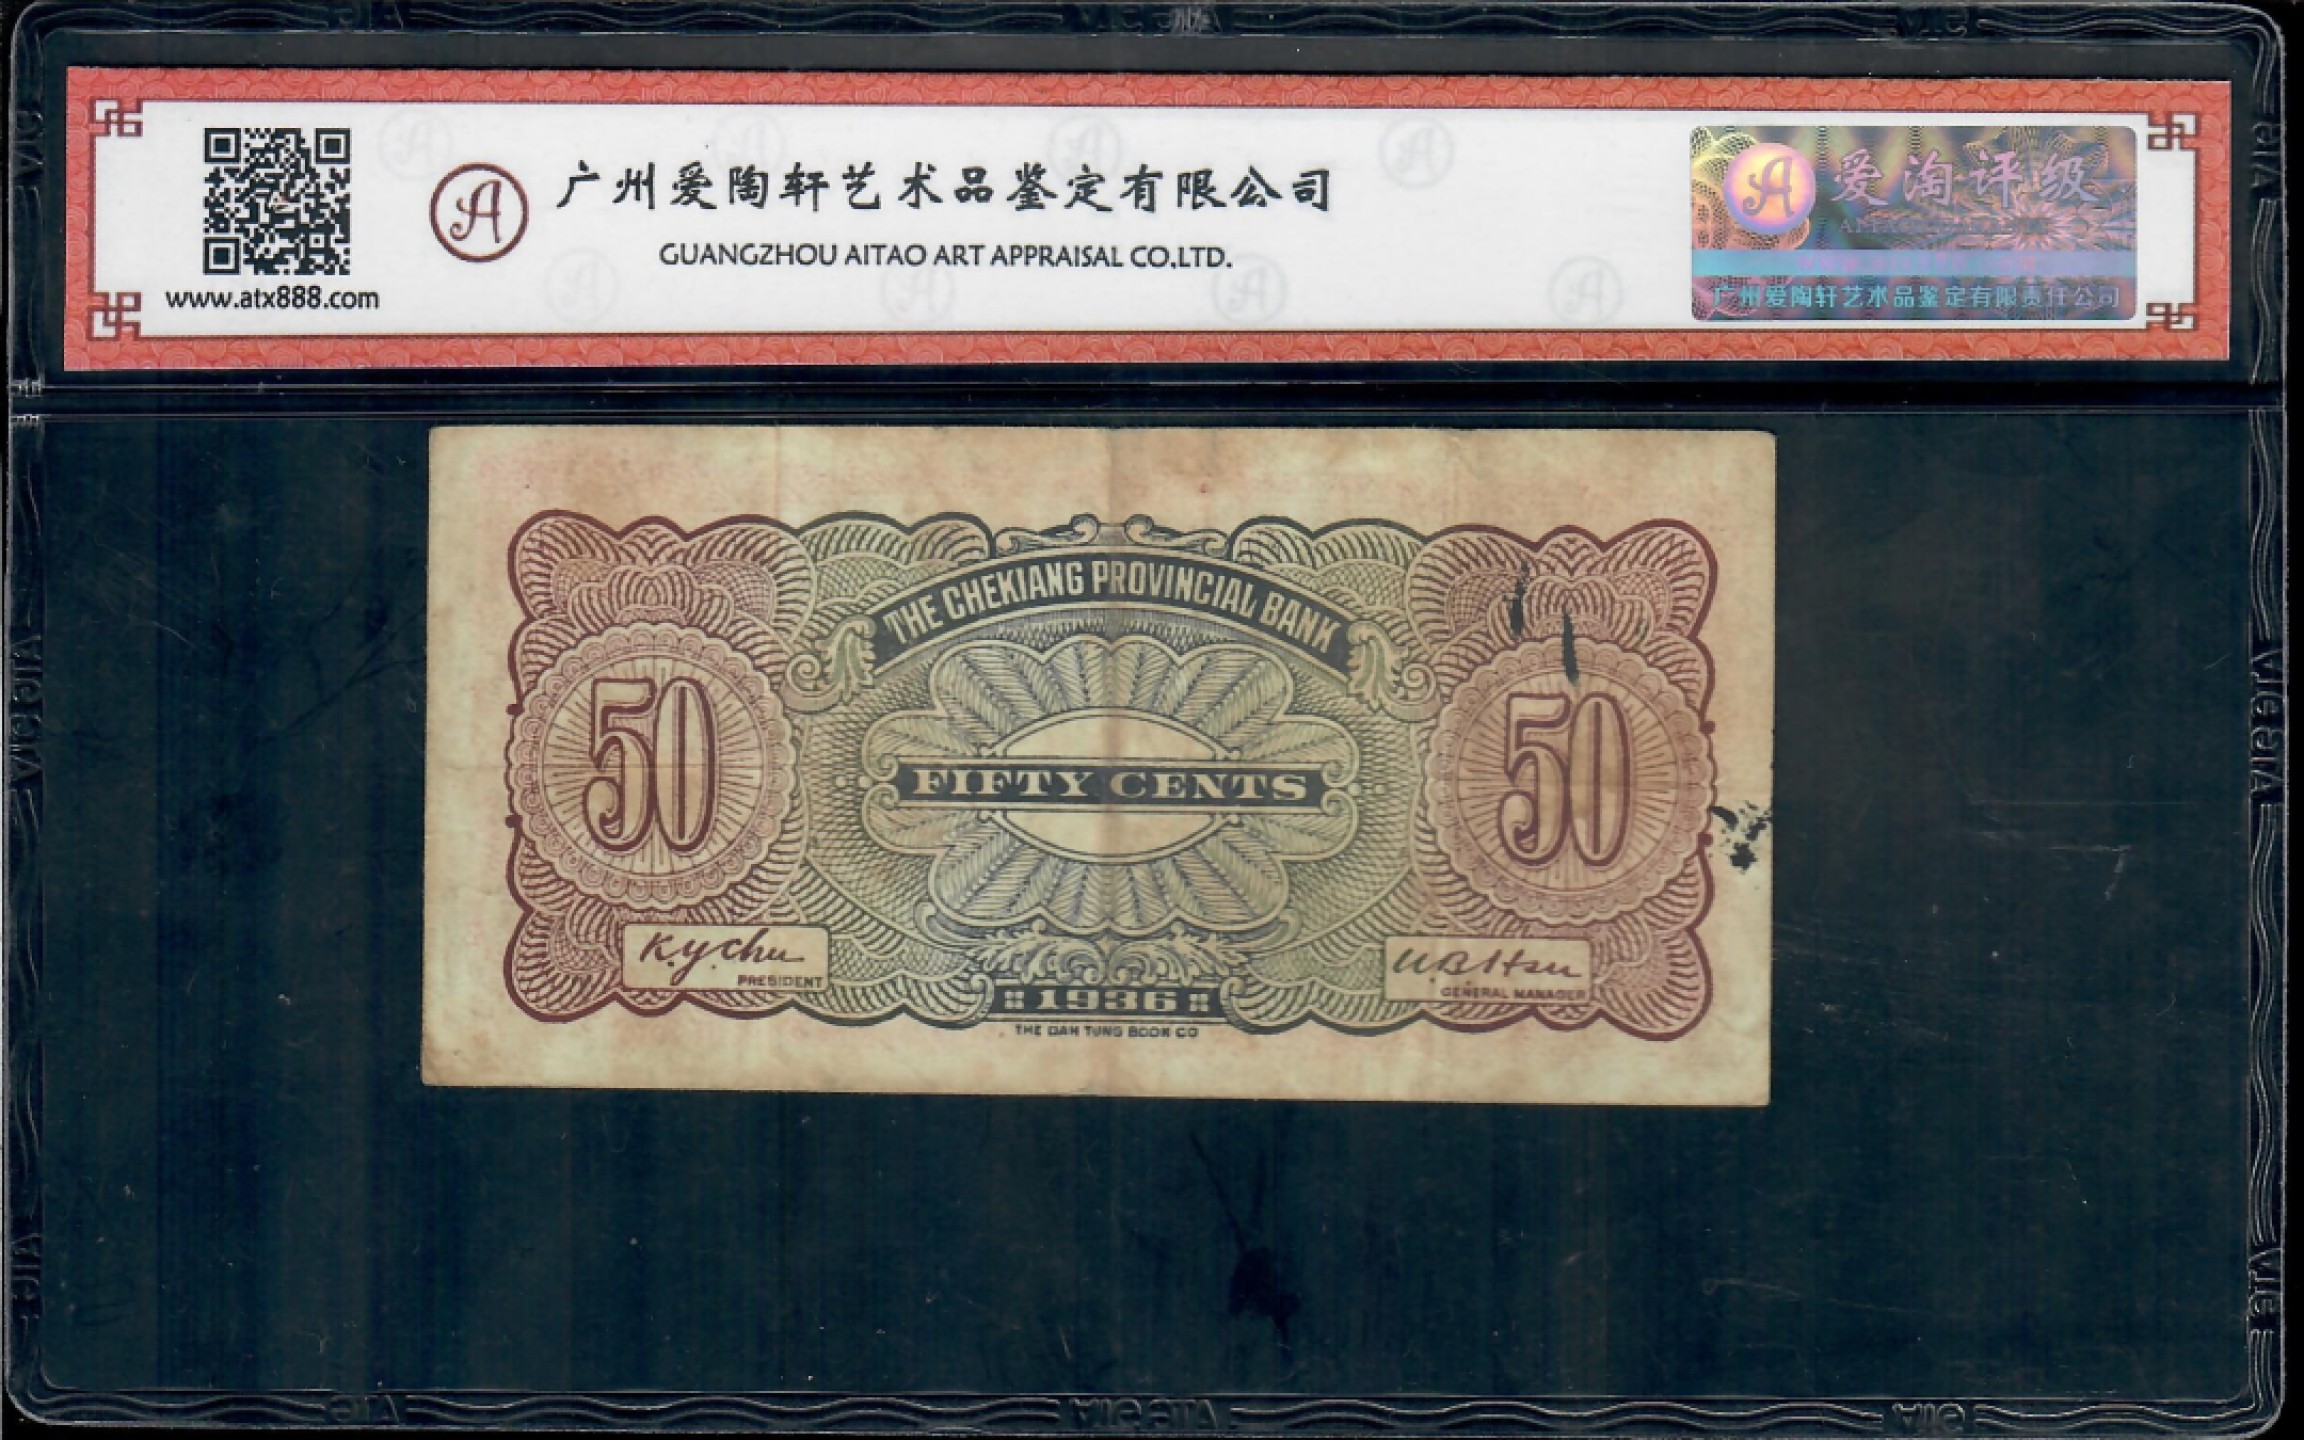 广州爱陶轩艺术品鉴定有限公司
GUANGZHOU AITAO ART APPRAISAL CO.,LTD.
www.atx888.com
爱淘评级
广州爱陶轩艺术品鉴定有限责任公司
THE CHEKIANG PROVINCIAL BANK
50
50
FIFTY CENTS
K.Y.Chu
PRESIDENT
GENERAL MANAGER
1936
THE DAH TUNG BOOK CO